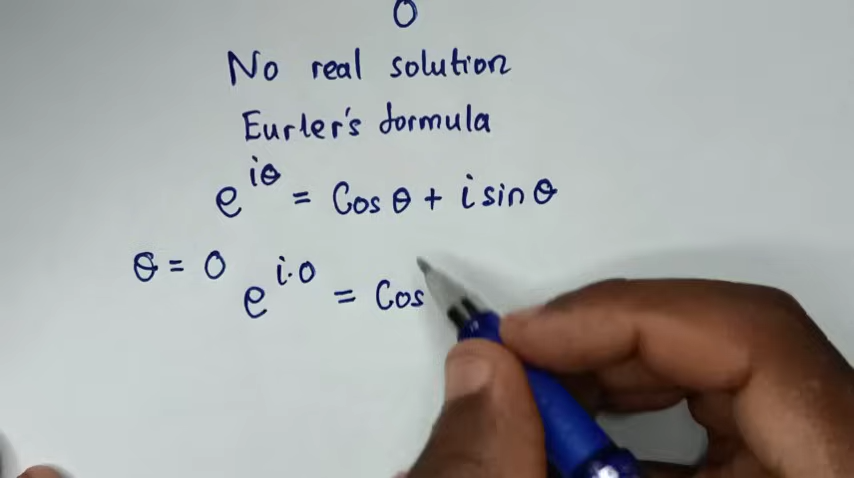 0
No real solution
Eurler's formula
e^{iθ} = Cos θ + i sin θ
θ = 0 e^{i.0} = Cos